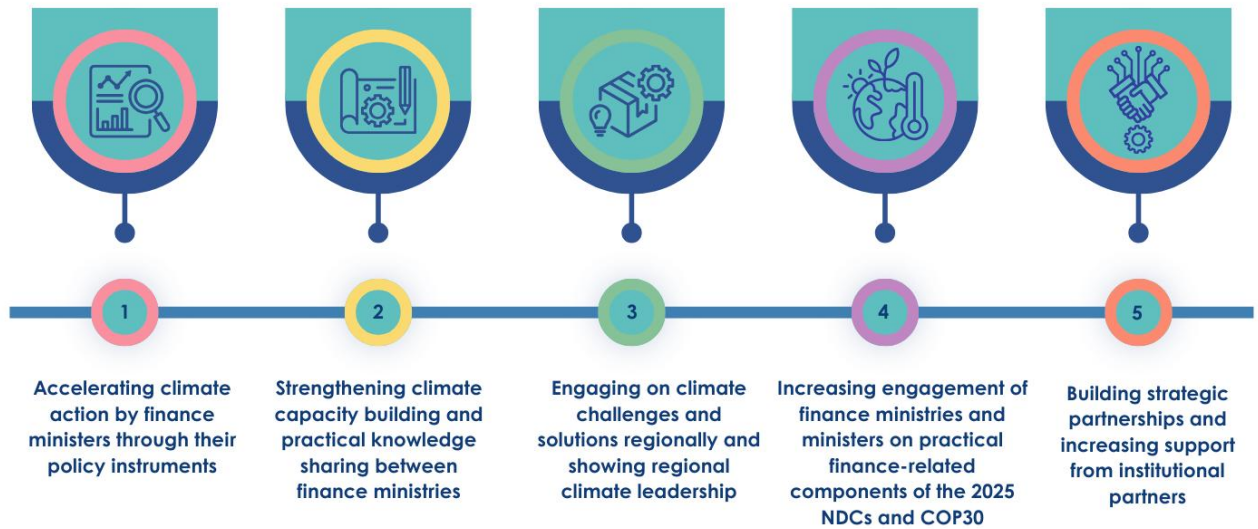 1
Accelerating climate
action by finance
ministers through their
policy instruments
2
Strengthening climate
capacity building and
practical knowledge
sharing between
finance ministries
3
Engaging on climate
challenges and
solutions regionally and
showing regional
climate leadership
4
Increasing engagement of
finance ministries and
ministers on practical
finance-related
components of the 2025
NDCs and COP30
5
Building strategic
partnerships and
increasing support
from institutional
partners